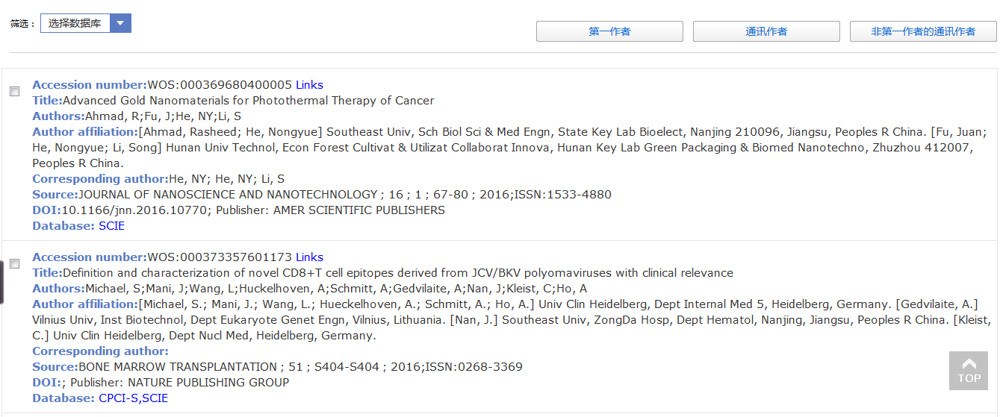 筛选：
选择数据库
第一作者
通讯作者
非第一作者的通讯作者
Accession number:WOS:000369680400005 Links
Title:Advanced Gold Nanomaterials for Photothermal Therapy of Cancer
Authors:Ahmad, R;Fu, J;He, NY;Li, S
Author affiliation:[Ahmad, Rasheed; He, Nongyue] Southeast Univ, Sch Biol Sci & Med Engn, State Key Lab Bioelect, Nanjing 210096, Jiangsu, Peoples R China. [Fu, Juan;
He, Nongyue; Li, Song] Hunan Univ Technol, Econ Forest Cultivat & Utilizat Collaborat Innova, Hunan Key Lab Green Packaging & Biomed Nanotechno, Zhuzhou 412007,
Peoples R China.
Corresponding author:He, NY; He, NY; Li, S
Source:JOURNAL OF NANOSCIENCE AND NANOTECHNOLOGY ; 16 ; 1 ; 67-80 ; 2016;ISSN:1533-4880
DOI:10.1166/jnn.2016.10770; Publisher: AMER SCIENTIFIC PUBLISHERS
Database: SCIE
Accession number:WOS:000373357601173 Links
Title:Definition and characterization of novel CD8+T cell epitopes derived from JCV/BKV polyomaviruses with clinical relevance
Authors:Michael, S;Mani, J;Wang, L;Huckelhoven, A;Schmitt, A;Gedvilaite, A;Nan, J;Kleist, C;Ho, A
Author affiliation:[Michael, S.; Mani, J.; Wang, L.; Hueckelhoven, A.; Schmitt, A.; Ho, A.] Univ Clin Heidelberg, Dept Internal Med 5, Heidelberg, Germany. [Gedvilaite, A.]
Vilnius Univ, Inst Biotechnol, Dept Eukaryote Genet Engn, Vilnius, Lithuania. [Nan, J.] Southeast Univ, ZongDa Hosp, Dept Hematol, Nanjing, Jiangsu, Peoples R China. [Kleist,
C.] Univ Clin Heidelberg, Dept Nucl Med, Heidelberg, Germany.
Corresponding author:
Source:BONE MARROW TRANSPLANTATION ; 51 ; S404-S404 ; 2016;ISSN:0268-3369
DOI:; Publisher: NATURE PUBLISHING GROUP
Database: CPCI-S,SCIE
TOP